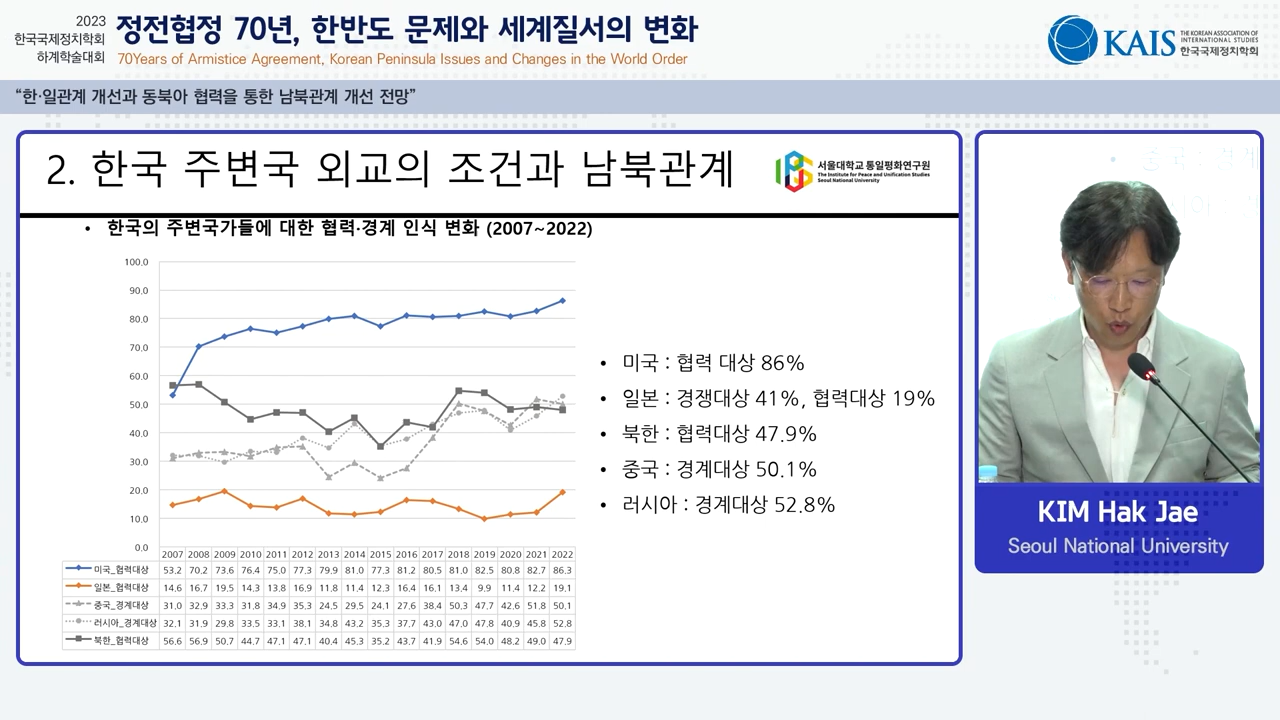 2023
한국국제정치학회
하계학술대회
정전협정 70년, 한반도 문제와 세계질서의 변화
70Years of Armistice Agreement, Korean Peninsula Issues and Changes in the World Order
KAIS
THE KOREAN ASSOCIATION OF
INTERNATIONAL STUDIES
한국국제정치학회
“한·일관계 개선과 동북아 협력을 통한 남북관계 개선 전망”
2. 한국 주변국 외교의 조건과 남북관계
서울대학교 통일평화연구원
The Institute for Peace and Unification Studies
Seoul National University
• 한국의 주변국가들에 대한 협력·경계 인식 변화 (2007~2022)
100.0
90.0
80.0
70.0
60.0
50.0
40.0
30.0
20.0
10.0
0.0
2007 2008 2009 2010 2011 2012 2013 2014 2015 2016 2017 2018 2019 2020 2021 2022
미국_협력대상 53.2 70.2 73.6 76.4 75.0 77.3 79.9 81.0 77.3 81.2 80.5 81.0 82.5 80.8 82.7 86.3
일본_협력대상 14.6 16.7 19.5 14.3 13.8 16.9 11.8 11.4 12.3 16.4 16.1 13.4 9.9 11.4 12.2 19.1
중국_경계대상 31.0 32.9 33.3 31.8 34.9 35.3 24.5 29.5 24.1 27.6 38.4 50.3 47.7 42.6 51.8 50.1
러시아_경계대상 32.1 31.9 29.8 33.5 33.1 38.1 34.8 43.2 35.3 37.7 43.0 47.0 47.8 40.9 45.8 52.8
북한_협력대상 56.6 56.9 50.7 44.7 47.1 47.1 40.4 45.3 35.2 43.7 41.9 54.6 54.0 48.2 49.0 47.9
• 미국 : 협력 대상 86%
• 일본 : 경쟁대상 41%, 협력대상 19%
• 북한 : 협력대상 47.9%
• 중국 : 경계대상 50.1%
• 러시아 : 경계대상 52.8%
KIM Hak Jae
Seoul National University